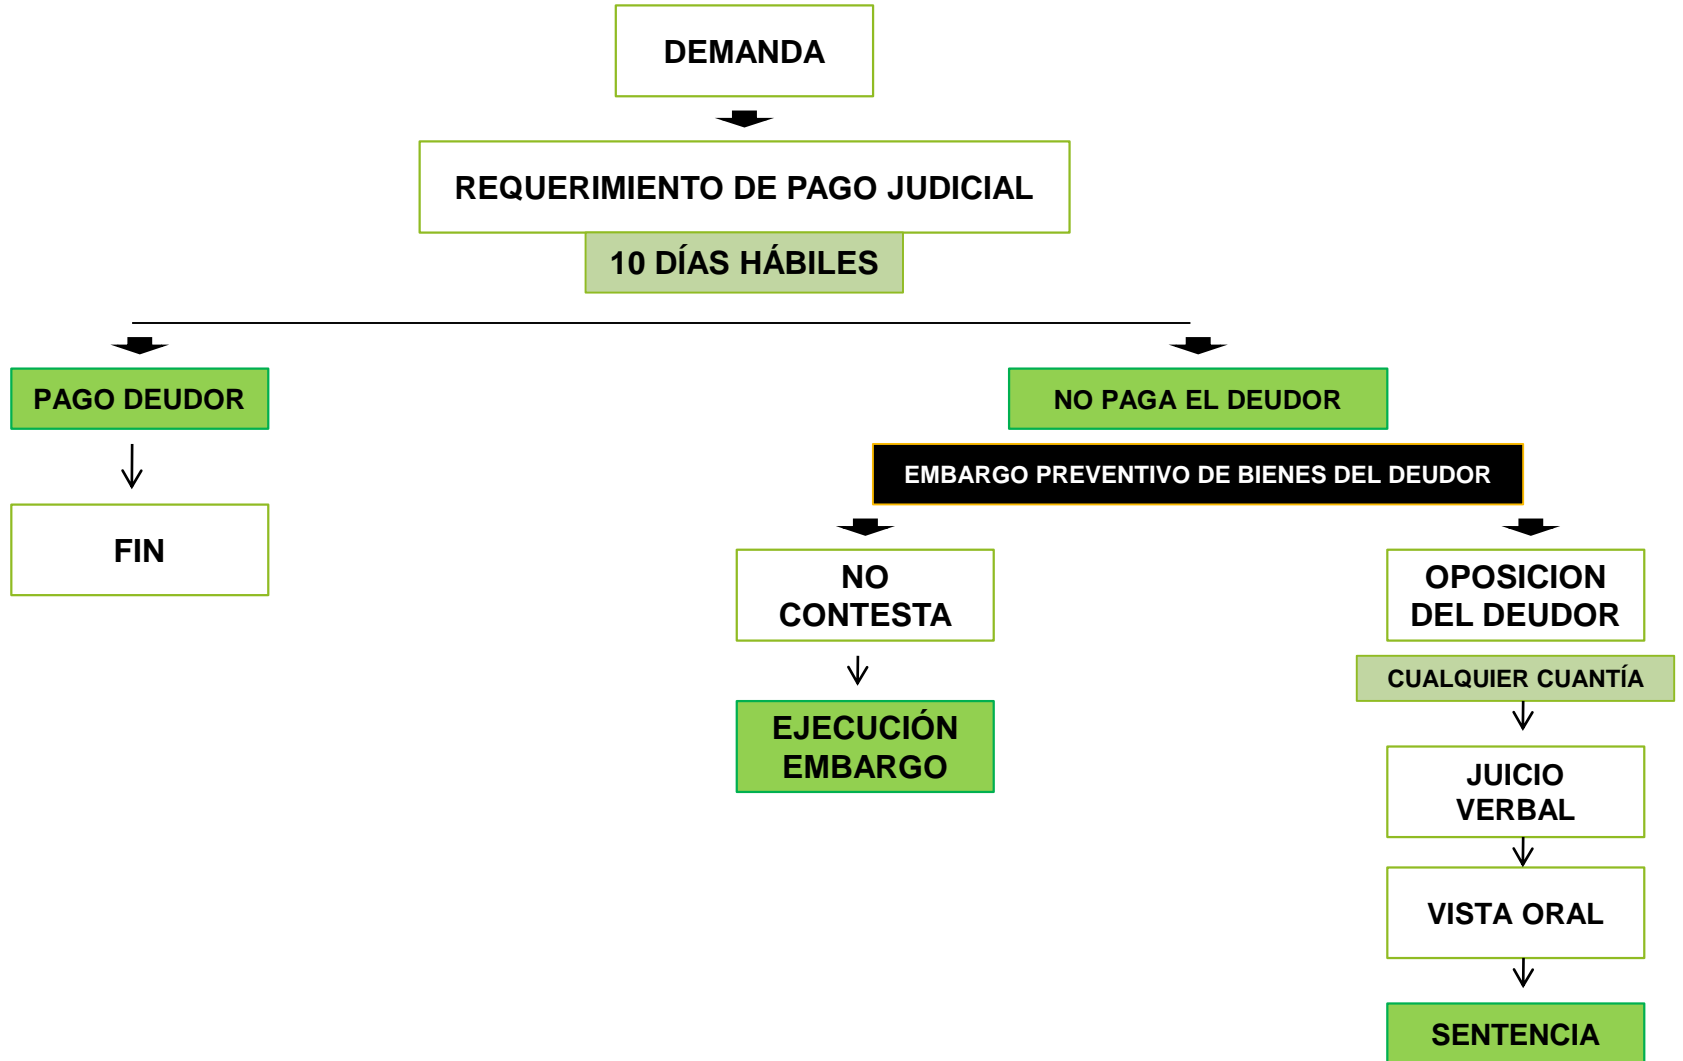 DEMANDA
REQUERIMIENTO DE PAGO JUDICIAL
10 DÍAS HÁBILES
PAGO DEUDOR
NO PAGA EL DEUDOR
EMBARGO PREVENTIVO DE BIENES DEL DEUDOR
FIN
NO
CONTESTA
OPOSICION
DEL DEUDOR
CUALQUIER CUANTÍA
EJECUCIÓN
EMBARGO
JUICIO
VERBAL
VISTA ORAL
SENTENCIA